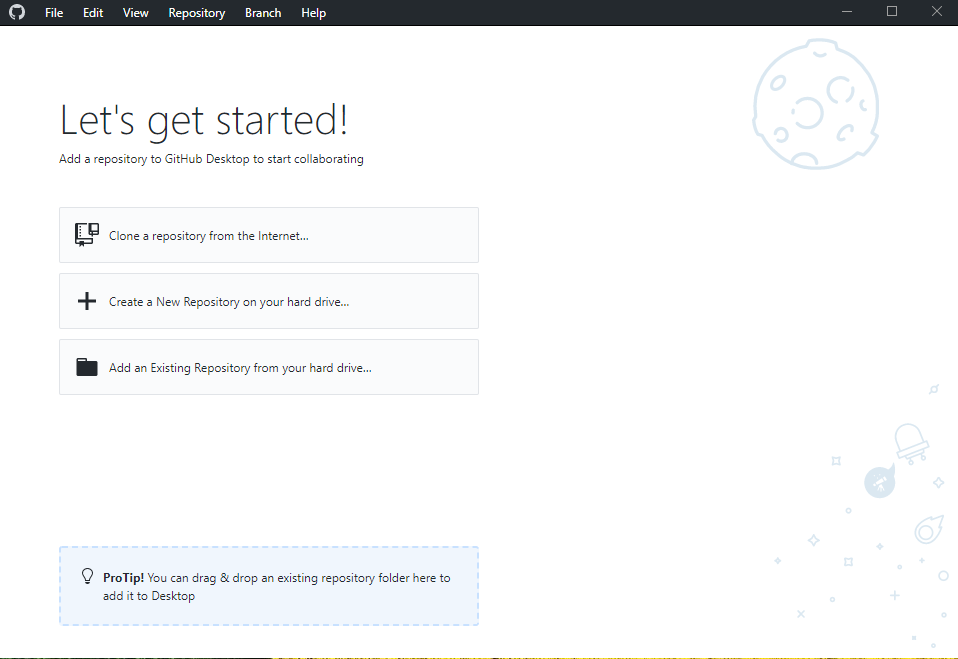 File Edit View Repository Branch Help
Let's get started!
Add a repository to GitHub Desktop to start collaborating
Clone a repository from the Internet...
Create a New Repository on your hard drive...
Add an Existing Repository from your hard drive...
ProTip! You can drag & drop an existing repository folder here to
add it to Desktop